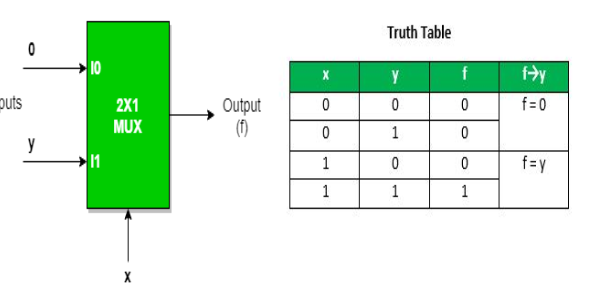 0
I0
puts
2X1
MUX
Output
(f)
y
I1
x
Truth Table
x y f f→y
0 0 0 f = 0
0 1 0
1 0 0 f = y
1 1 1